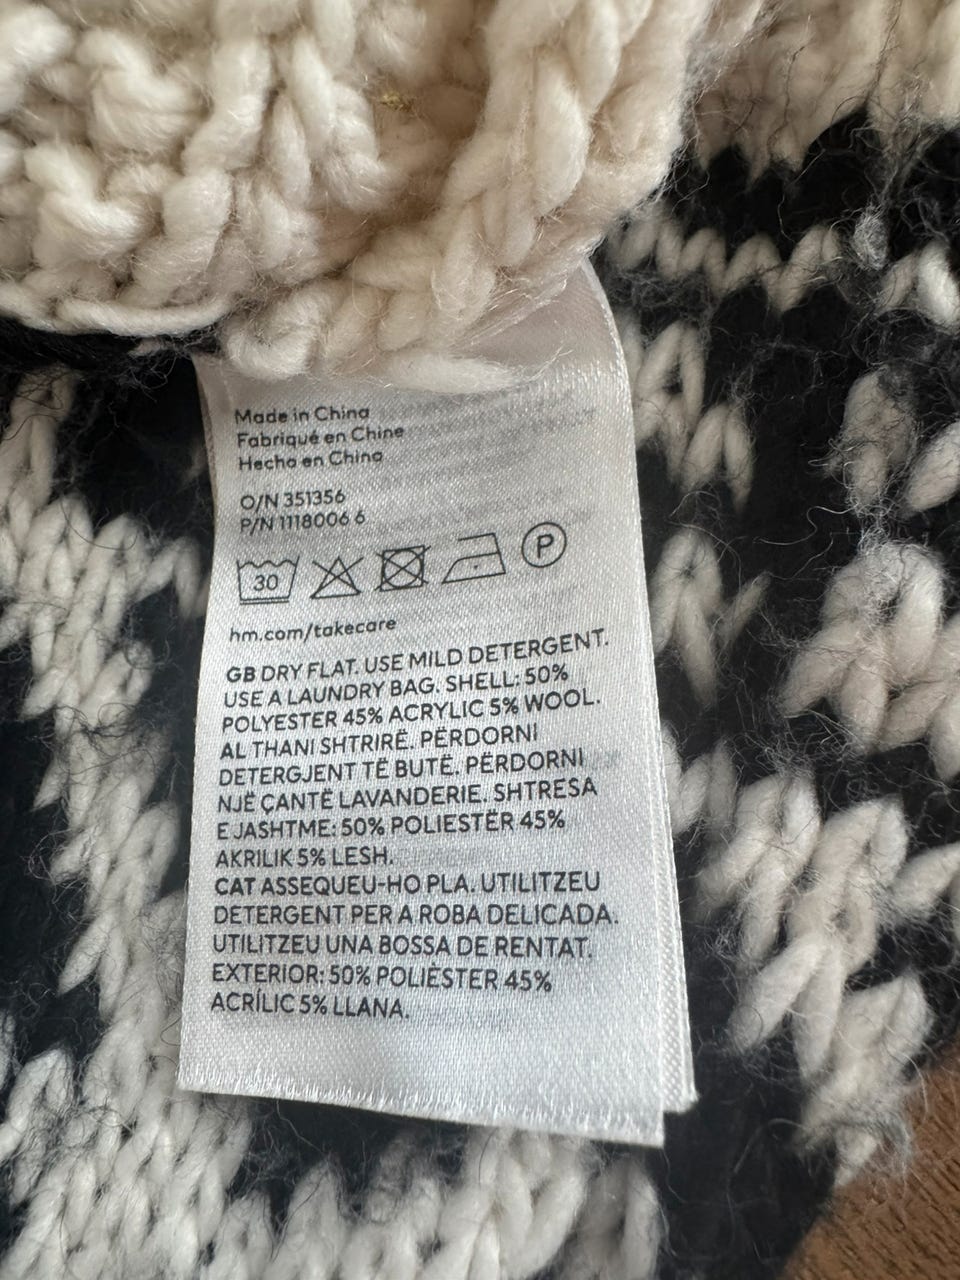 Made in China
Fabriqué en Chine
Hecho en China
O/N 351356
P/N 1118006 6
30
P
hm.com/takecare
GB DRY FLAT. USE MILD DETERGENT.
USE A LAUNDRY BAG. SHELL: 50%
POLYESTER 45% ACRYLIC 5% WOOL.
AL THANI SHTRIRË. PËRDORNI
DETERGJENT TË BUTË. PËRDORNI
NJË ÇANTË LAVANDERIE. SHTRESA
E JASHTME: 50% POLIESTËR 45%
AKRILIK 5% LESH.
CAT ASSEQUEU-HO PLA. UTILITZEU
DETERGENT PER A ROBA DELICADA.
UTILITZEU UNA BOSSA DE RENTAT.
EXTERIOR: 50% POLIÈSTER 45%
ACRÍLIC 5% LLANA.